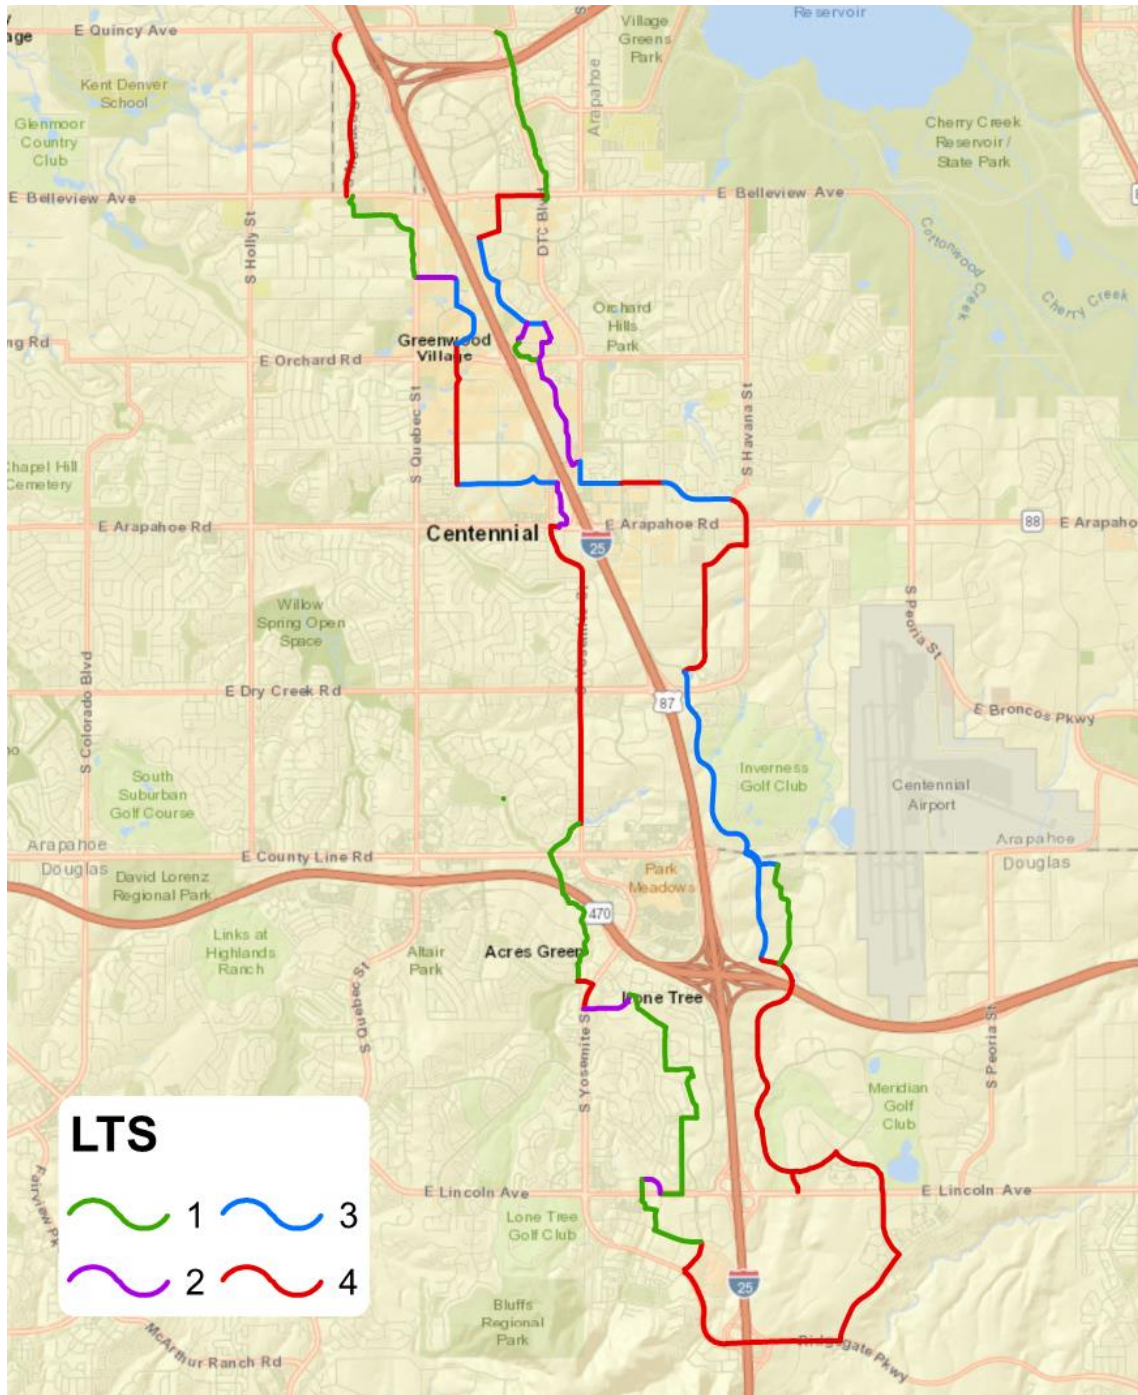 Reservoir
E Quincy Ave
age
Village
Greens
Park
Arapahoe
Kent Denver
School
Glenmoor
Country
Club
Cherry Creek
Reservoir /
State Park
E Belleview Ave
E Belleview Ave
S Holly St
DTC Blvd
Cottonwood
Creek
Cherry Creek
Orchard
Hills
Park
ng Rd
Greenwood
Village
E Orchard Rd
S Quebec St
S Havana St
Chapel Hill
Cemetery
E Arapahoe Rd
Centennial
E Arapahoe Rd
25
88
E Arapaho
Willow
Spring Open
Space
S Peoria St
S Colorado Blvd
E Dry Creek Rd
87
E Broncos Pkwy
South
Suburban
Golf Course
Inverness
Golf Club
Centennial
Airport
Arapahoe
Douglas
E County Line Rd
Arapahoe
Douglas
David Lorenz
Regional Park
Park
Meadows
470
Links at
Highlands
Ranch
Altair
Park
Acres Green
Lone Tree
S Quebec St
S Yosemite S
S Peoria St
Meridian
Golf
Club
LTS
1
3
2
4
E Lincoln Ave
E Lincoln Ave
Lone Tree
Golf Club
Fairview Pk
25
Bluffs
Regional
Park
McArthur Ranch Rd
Ridgegate Pkwy